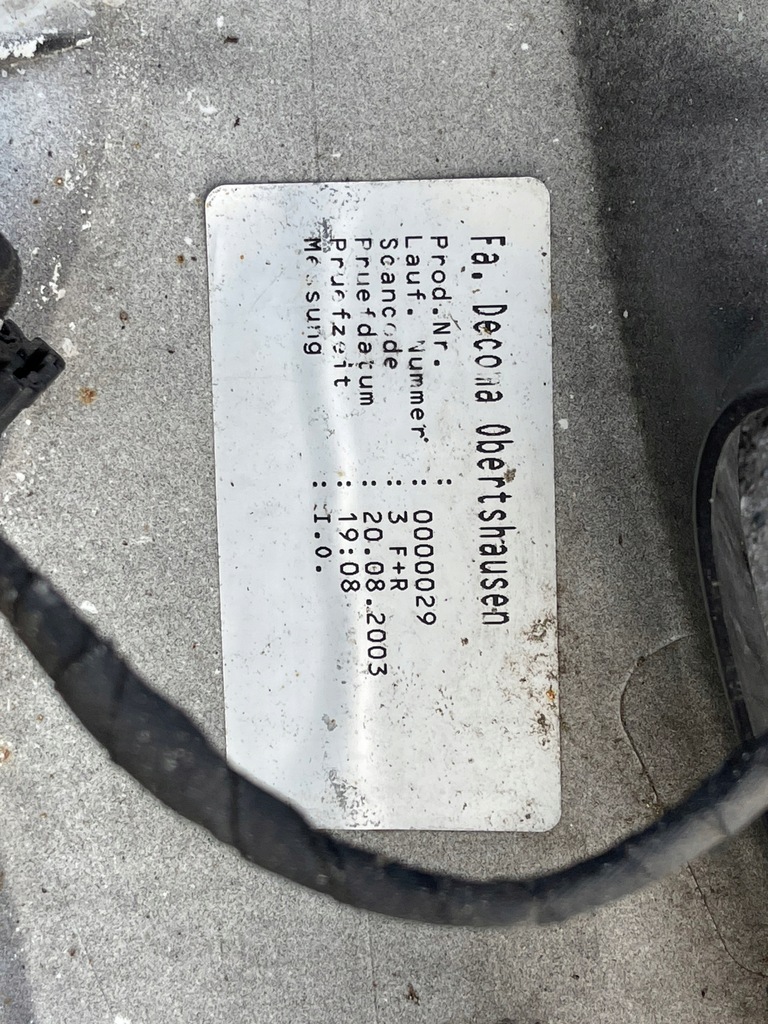 Fa. Decoma Obertshausen
Prod.Nr. :
Lauf. Nummer : 0000029
Scancode : 3 F+R
Pruefdatum : 20.08.2003
Pruefzeit : 19:08
Messung : I.O.